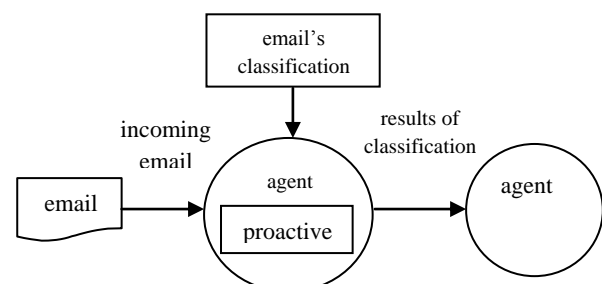 email's
classification
incoming
email
results of
classification
email
agent
proactive
agent